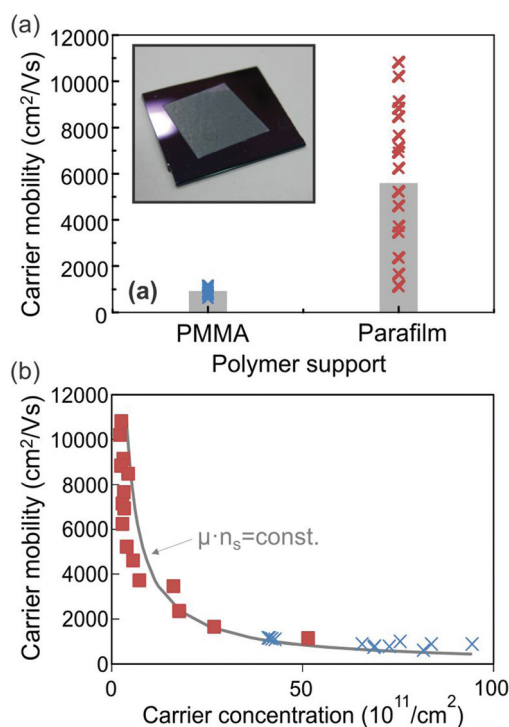 (a)
Carrier mobility (cm²/Vs)
12000
10000
8000
6000
4000
2000
0
(a)
PMMA
Parafilm
Polymer support
(b)
Carrier mobility (cm²/Vs)
12000
10000
8000
6000
4000
2000
0
μ·nₛ=const.
0
50
100
Carrier concentration (10¹¹/cm²)